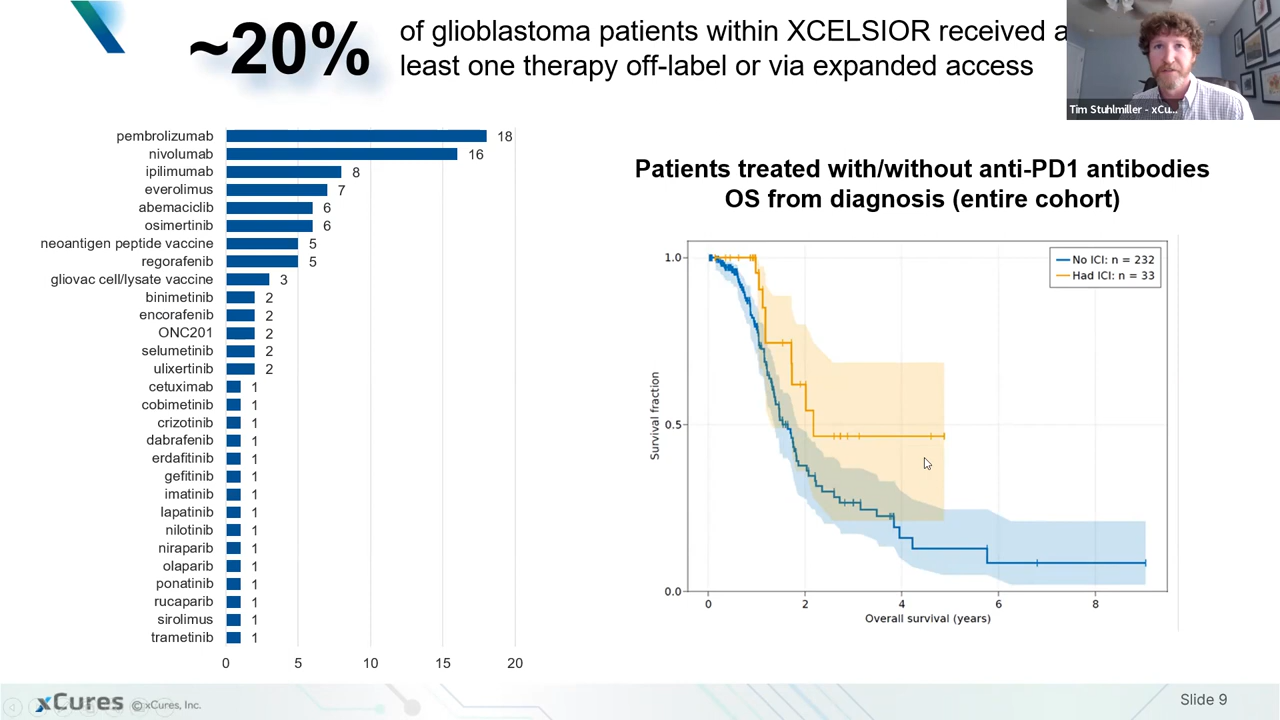 ~20%
of glioblastoma patients within XCELSIOR received a
least one therapy off-label or via expanded access
Tim Stuhlmiller - xCu...
pembrolizumab 18
nivolumab 16
ipilimumab 8
everolimus 7
abemaciclib 6
osimertinib 6
neoantigen peptide vaccine 5
regorafenib 5
gliovac cell/lysate vaccine 3
binimetinib 2
encorafenib 2
ONC201 2
selumetinib 2
ulixertinib 2
cetuximab 1
cobimetinib 1
crizotinib 1
dabrafenib 1
erdafitinib 1
gefitinib 1
imatinib 1
lapatinib 1
nilotinib 1
niraparib 1
olaparib 1
ponatinib 1
rucaparib 1
sirolimus 1
trametinib 1
0 5 10 15 20
Patients treated with/without anti-PD1 antibodies
OS from diagnosis (entire cohort)
No ICI: n = 232
Had ICI: n = 33
1.0
0.5
0.0
Survival fraction
0 2 4 6 8
Overall survival (years)
xCures © xCures, Inc.
Slide 9